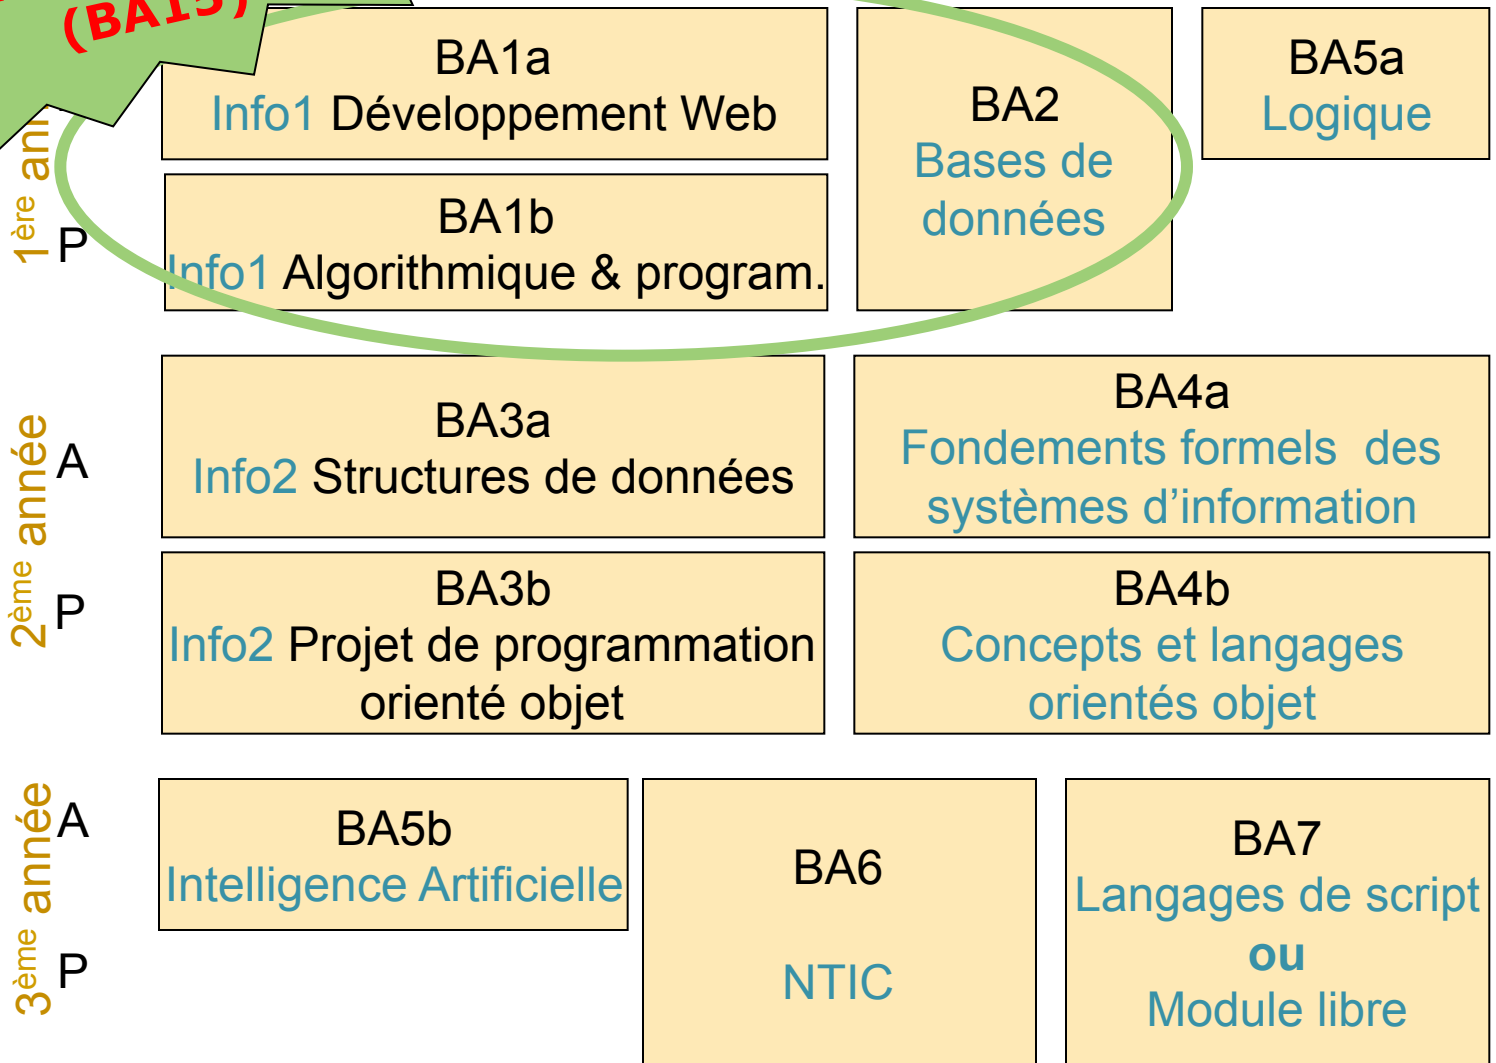 (BA15)
BA1a
Info1 Développement Web
BA2
Bases de
données
BA5a
Logique
1ère
P
BA1b
Info1 Algorithmique & program.
2ème année
A
BA3a
Info2 Structures de données
BA4a
Fondements formels des
systèmes d’information
P
BA3b
Info2 Projet de programmation
orienté objet
BA4b
Concepts et langages
orientés objet
3ème année
A
BA5b
Intelligence Artificielle
BA6
NTIC
BA7
Langages de script
ou
Module libre
P